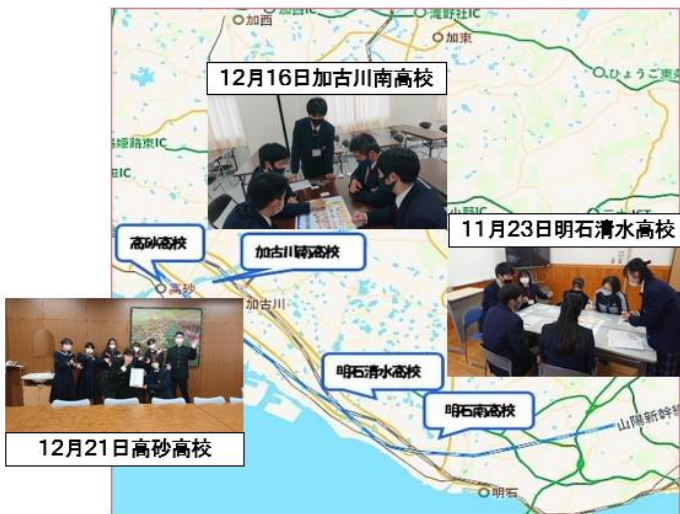 加西
加西IC
滝野社IC
加東
ひょうご東条
12月16日加古川南高校
姫路東IC
11月23日明石清水高校
高砂高校
加古川南高校
高砂
加古川
明石清水高校
明石南高校
12月21日高砂高校
山陽新幹線
明石